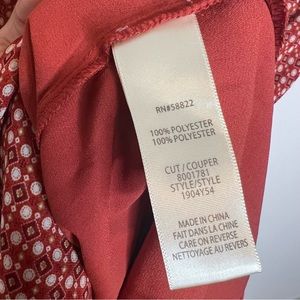 RN#58822
100% POLYESTER
100% POLYESTER
CUT / COUPER
8001781
STYLE/STYLE
1904Y54
MADE IN CHINA
FAIT DANS LA CHINE
CARE ON REVERSE
NETTOYAGE AU REVERS